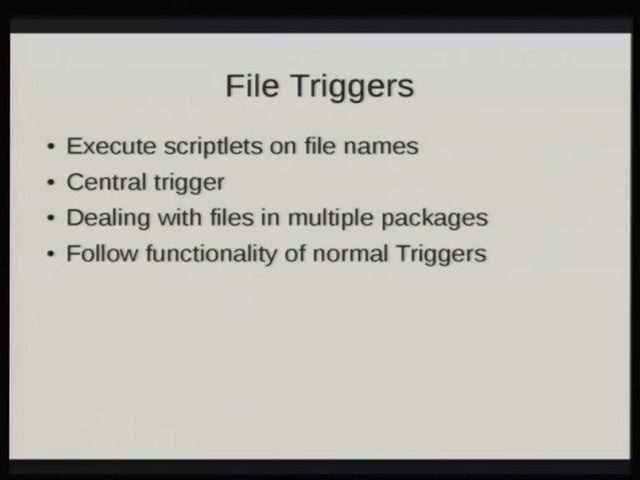 File Triggers
• Execute scriptlets on file names
• Central trigger
• Dealing with files in multiple packages
• Follow functionality of normal Triggers